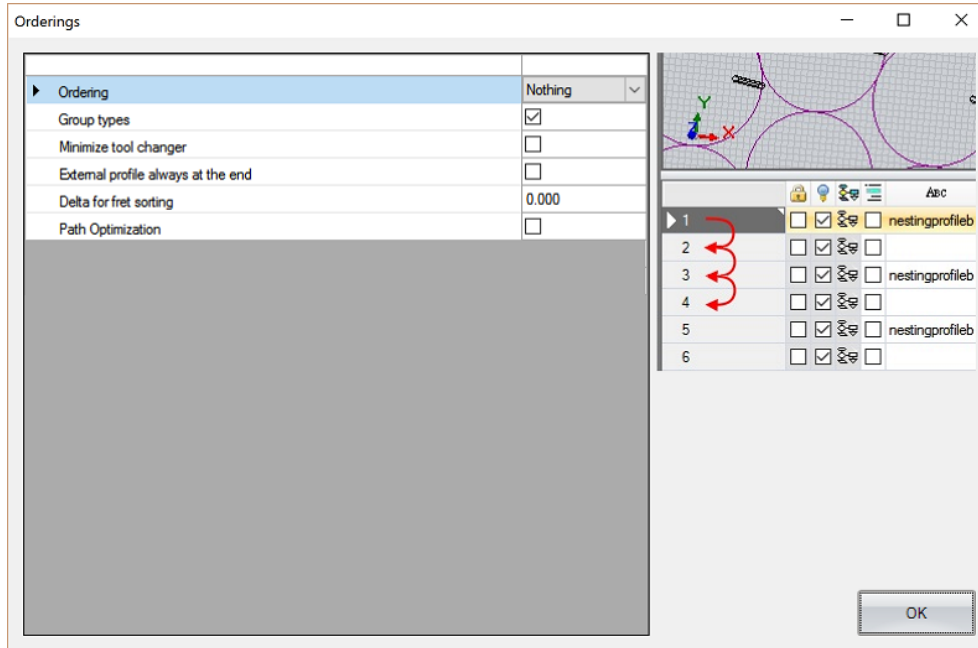 Orderings
Ordering Nothing
Group types
Minimize tool changer
External profile always at the end
Delta for fret sorting 0.000
Path Optimization
Y
X
ABC
1 nestingprofileb
2
3 nestingprofileb
4
5 nestingprofileb
6
OK